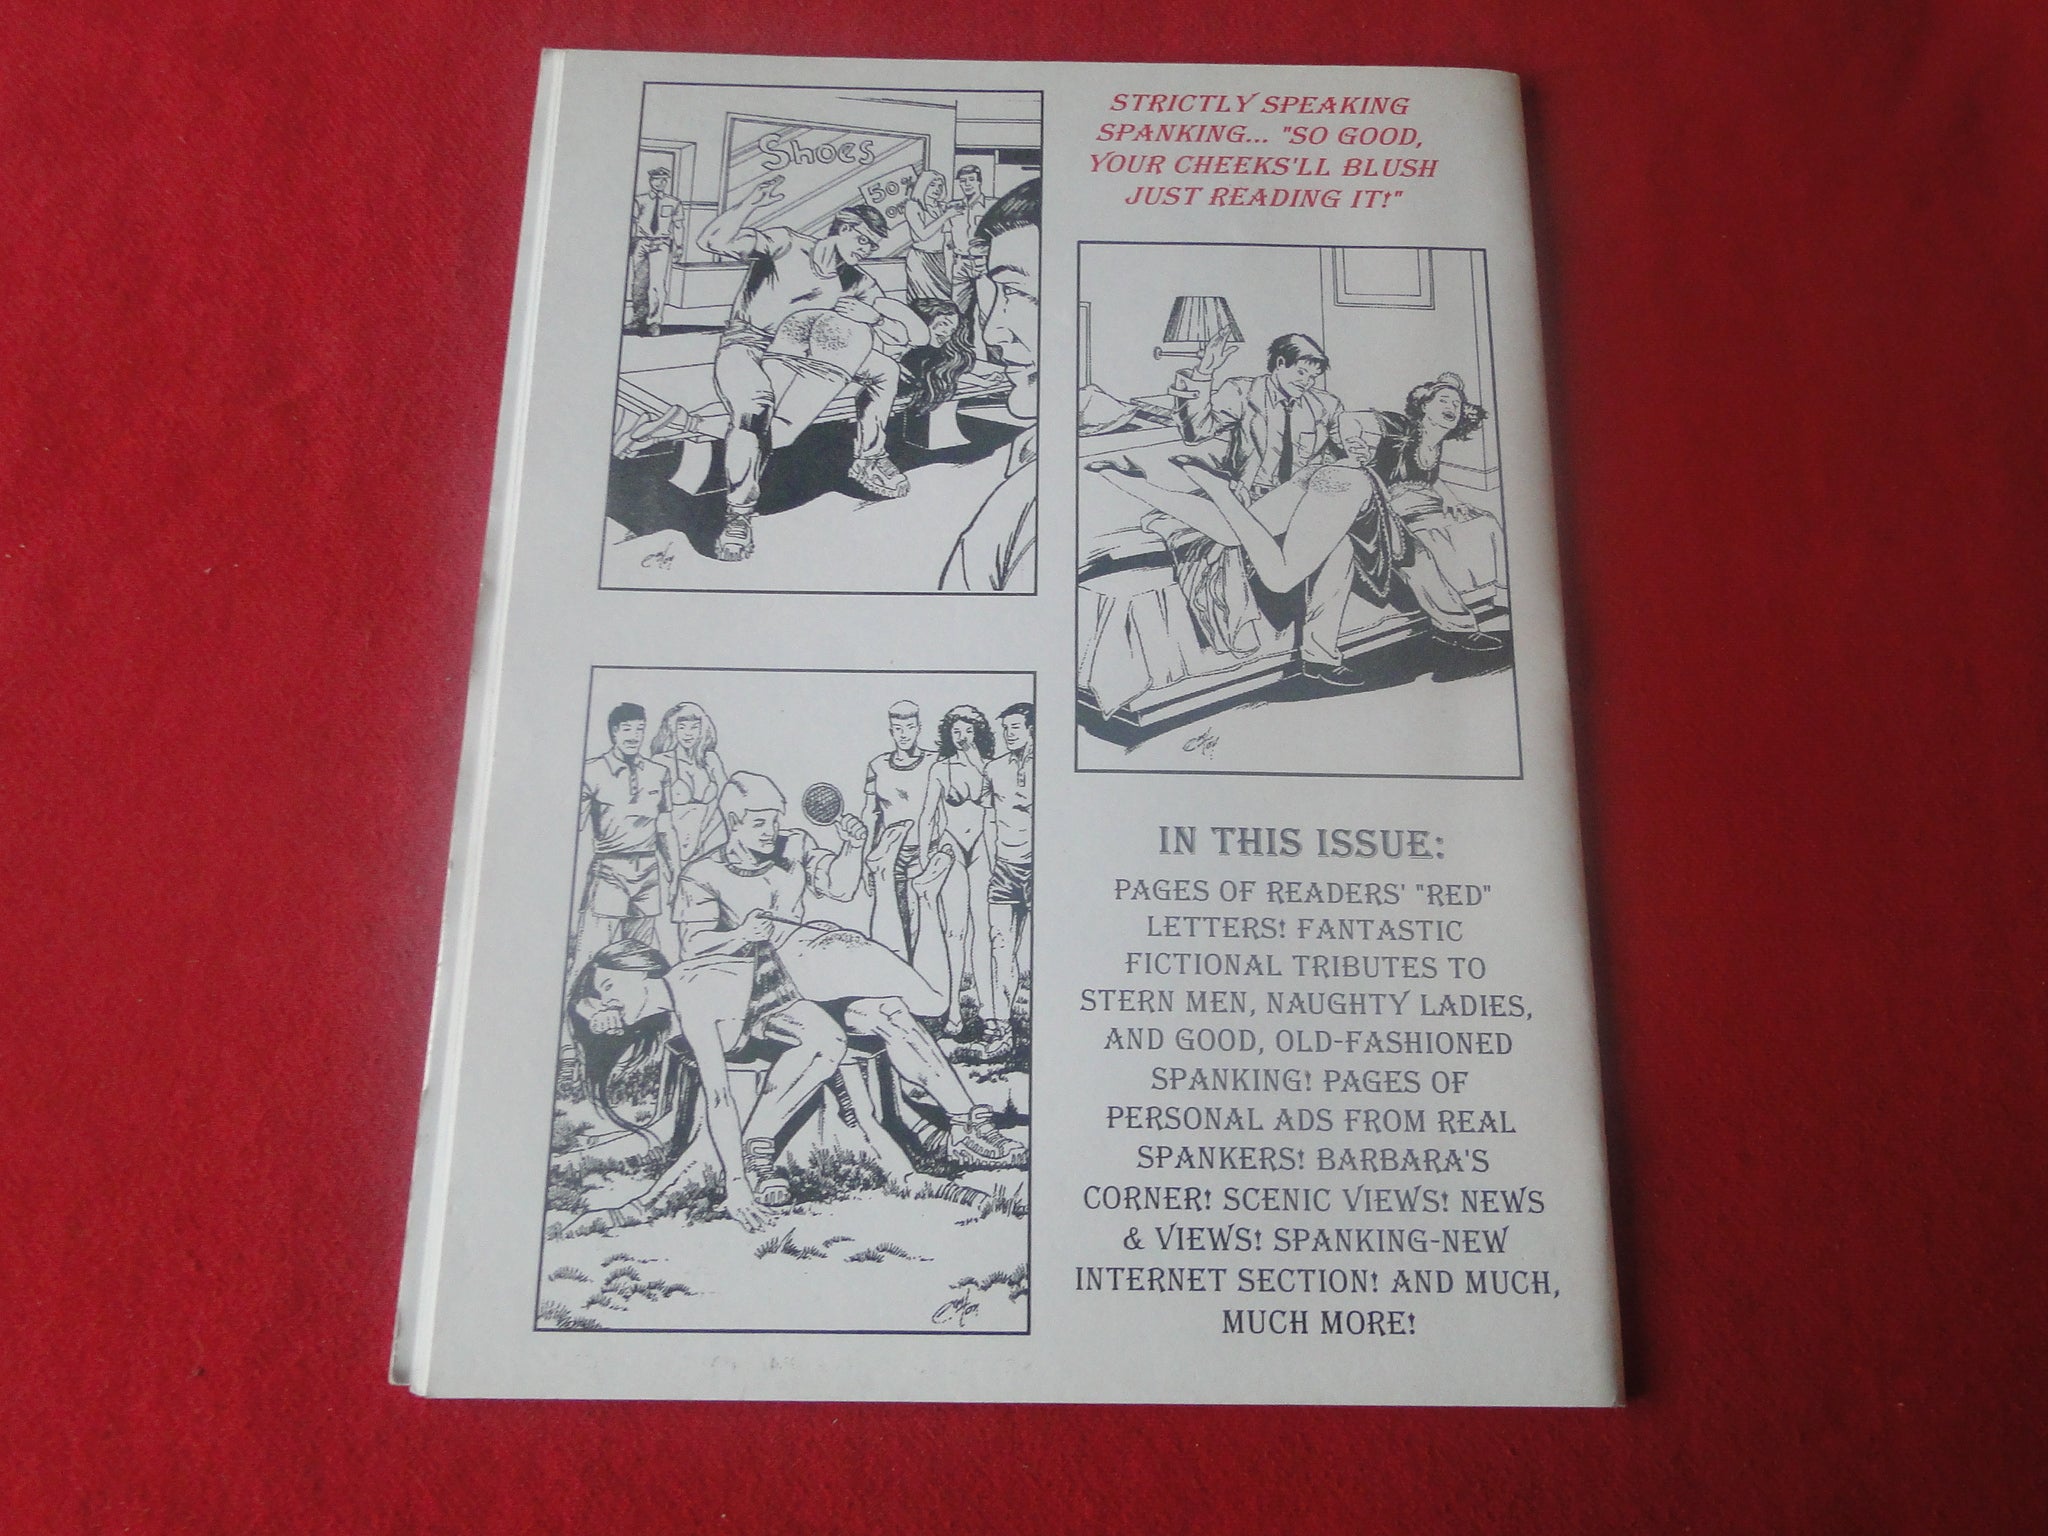 STRICTLY SPEAKING
SPANKING... "SO GOOD,
YOUR CHEEKS'LL BLUSH
JUST READING IT!"
Shoes
50%
IN THIS ISSUE:
PAGES OF READERS' "RED"
LETTERS! FANTASTIC
FICTIONAL TRIBUTES TO
STERN MEN, NAUGHTY LADIES,
AND GOOD, OLD-FASHIONED
SPANKING! PAGES OF
PERSONAL ADS FROM REAL
SPANKERS! BARBARA'S
CORNER! SCENIC VIEWS! NEWS
& VIEWS! SPANKING-NEW
INTERNET SECTION! AND MUCH,
MUCH MORE!